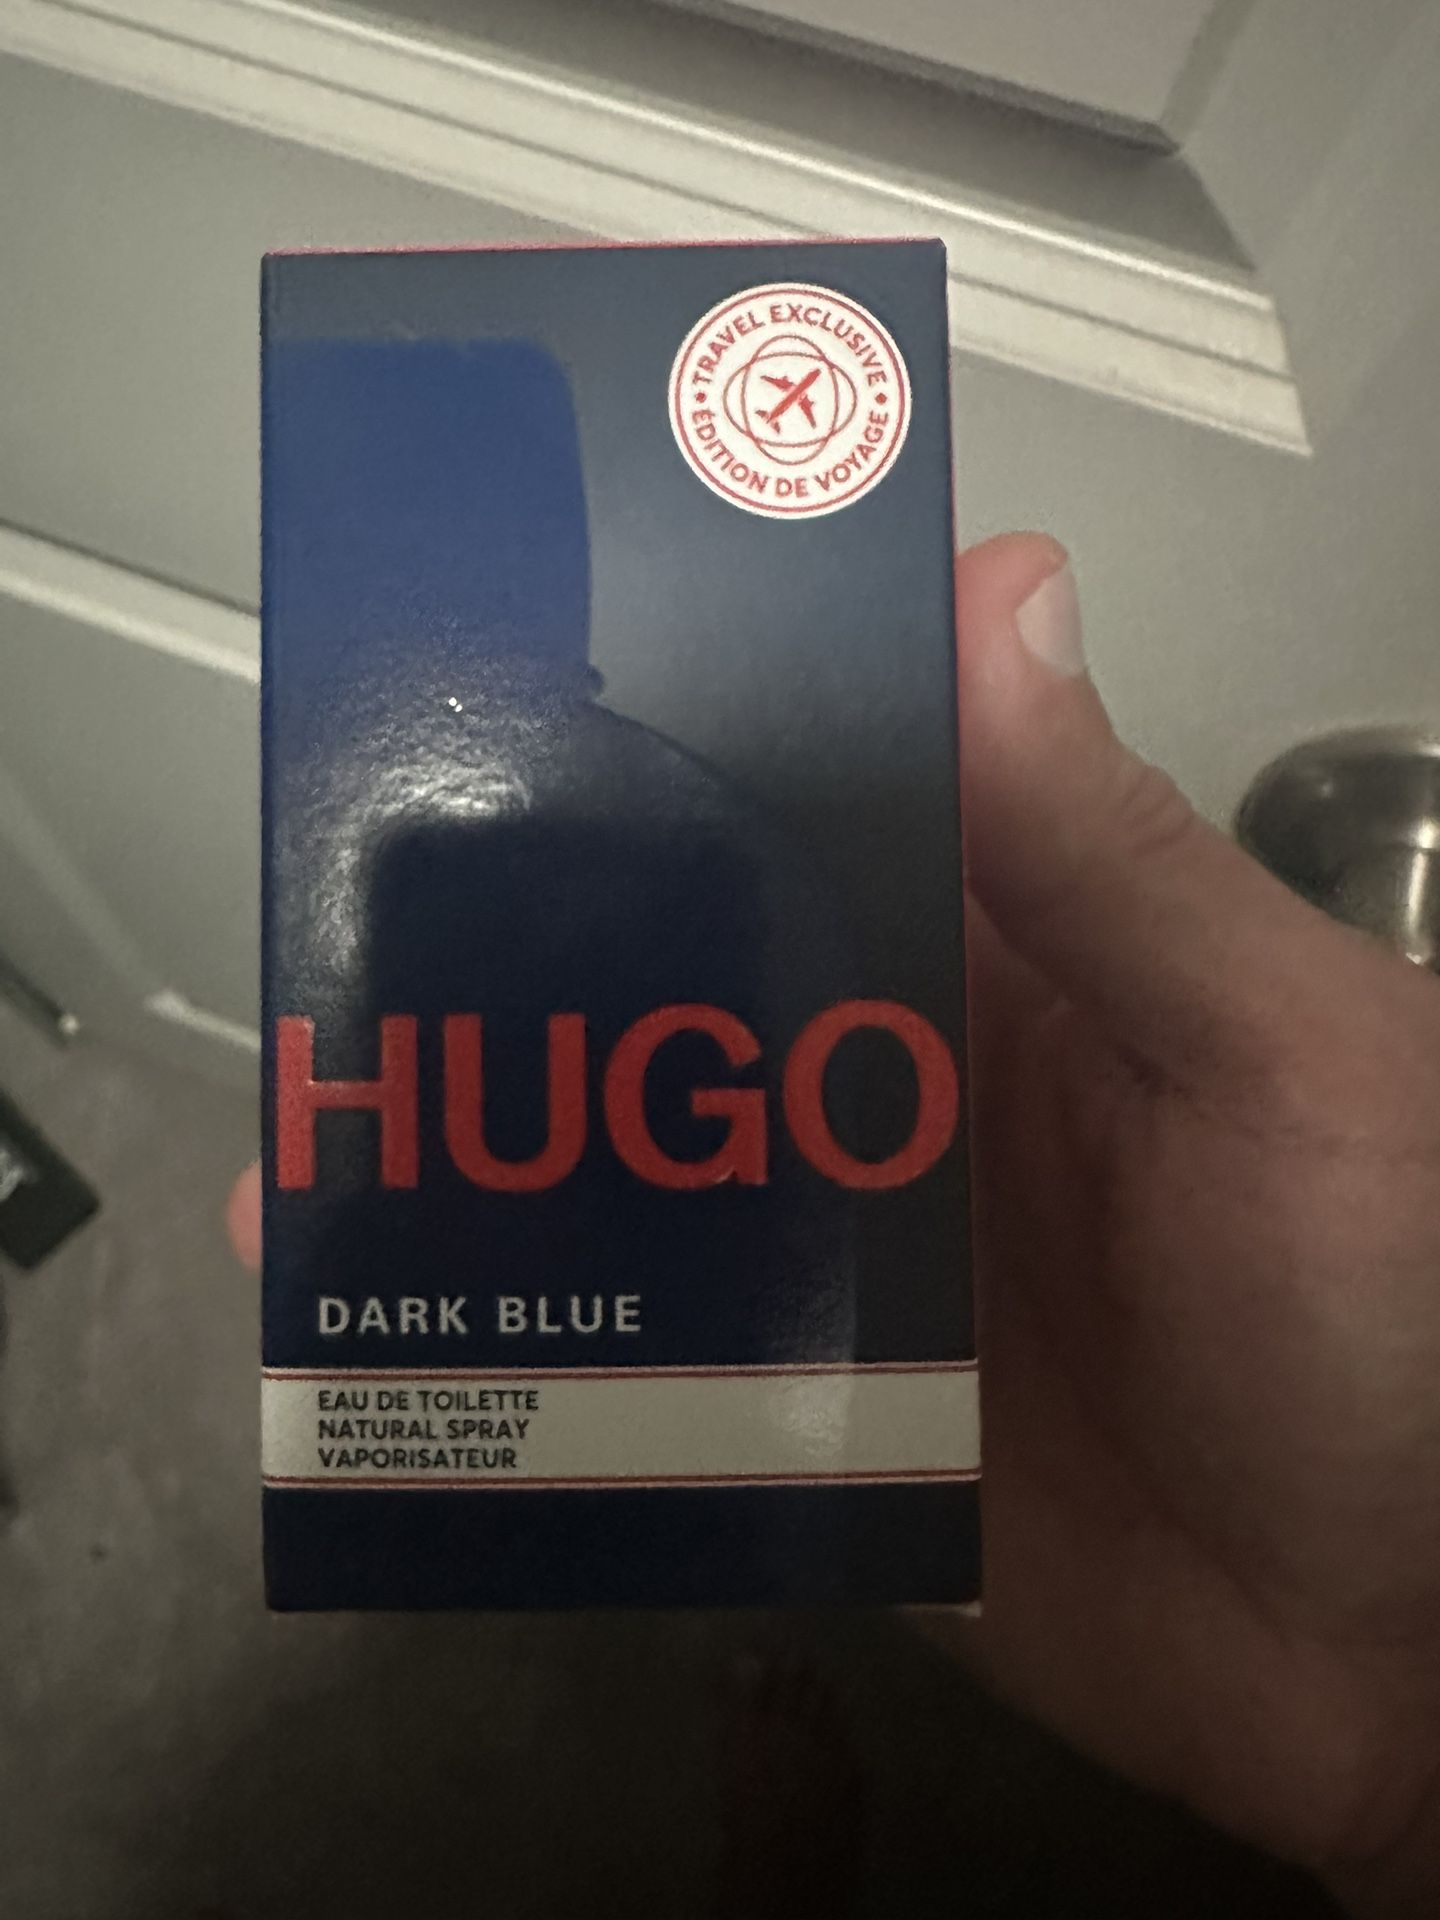 • TRAVEL EXCLUSIVE •
ÉDITION DE VOYAGE
HUGO
DARK BLUE
EAU DE TOILETTE
NATURAL SPRAY
VAPORISATEUR